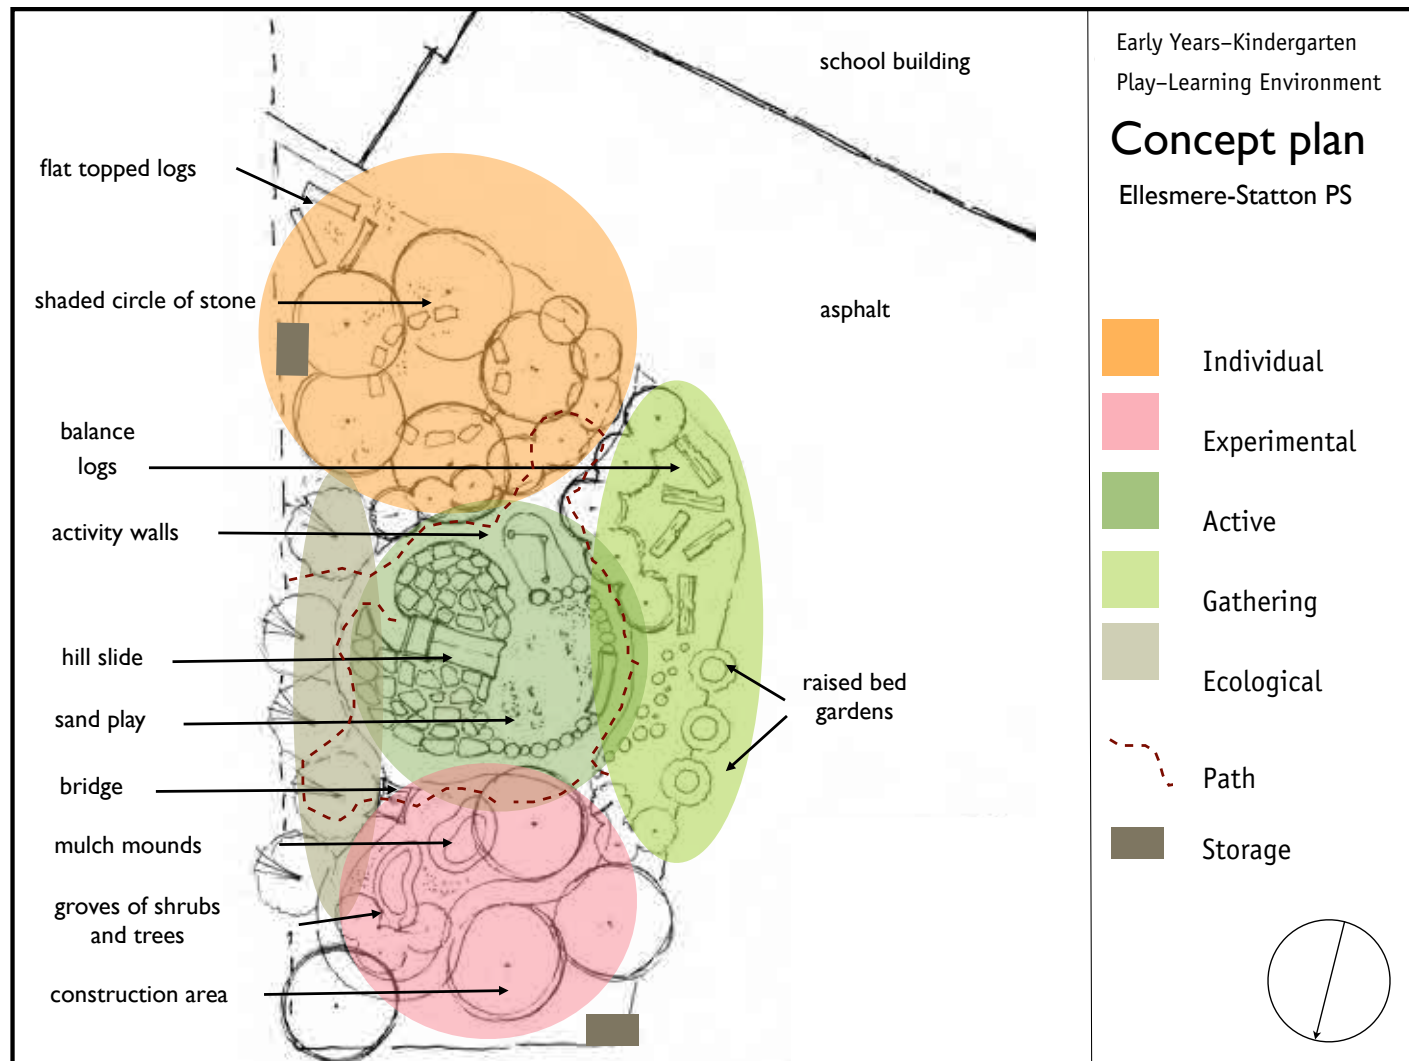 school building
flat topped logs
shaded circle of stone
asphalt
balance
logs
activity walls
hill slide
sand play
raised bed
gardens
bridge
mulch mounds
groves of shrubs
and trees
construction area
Early Years–Kindergarten
Play–Learning Environment
Concept plan
Ellesmere-Statton PS
Individual
Experimental
Active
Gathering
Ecological
Path
Storage